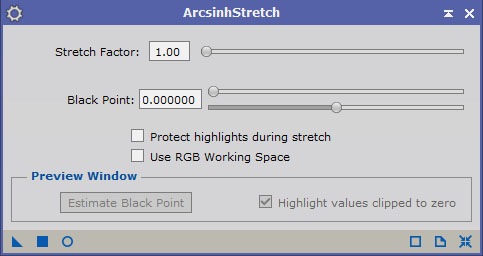 ArcsinhStretch
Stretch Factor: 1.00
Black Point: 0.000000
Protect highlights during stretch
Use RGB Working Space
Preview Window
Estimate Black Point Highlight values clipped to zero